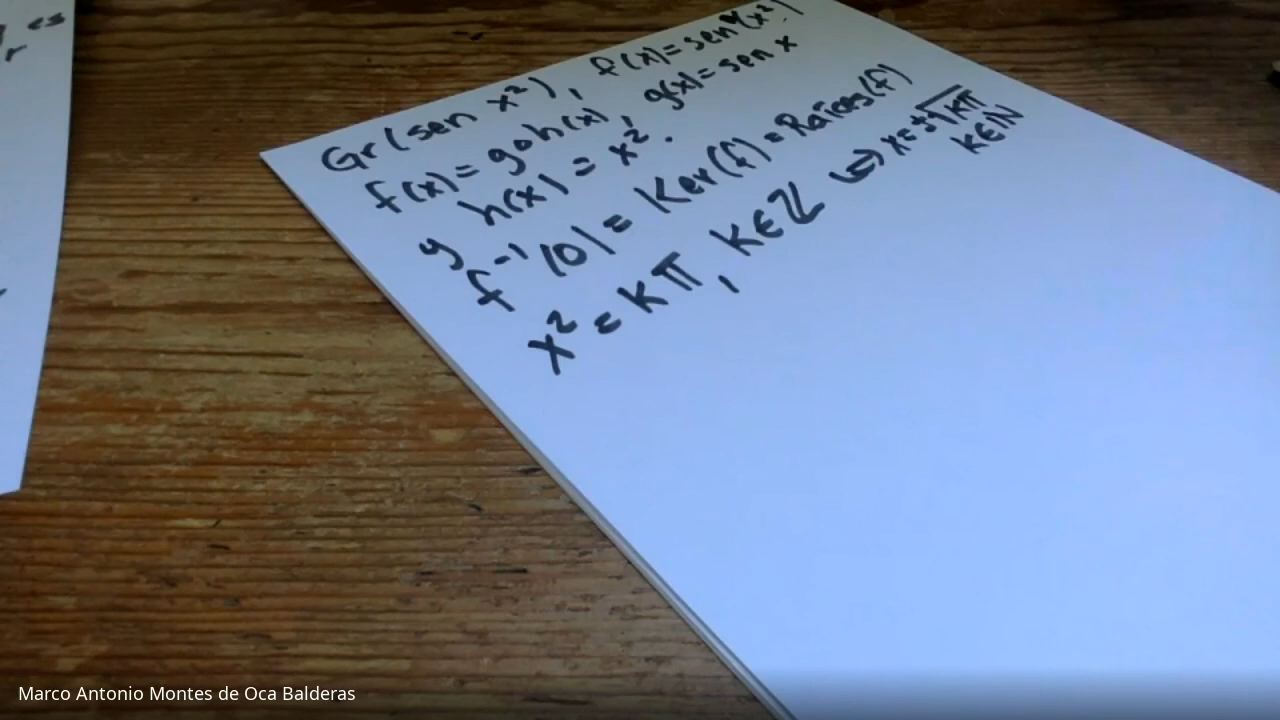 Gr(sen x²), f(x)= sen(x²)
f(x)= g∘h(x), g(x)= sen x
y h(x) = x².
f⁻¹(0)= Ker(f)= Raíces(f)
x² = kπ, k∈ℤ ⇔ x=±√kπ
k∈ℕ
es
r
Marco Antonio Montes de Oca Balderas